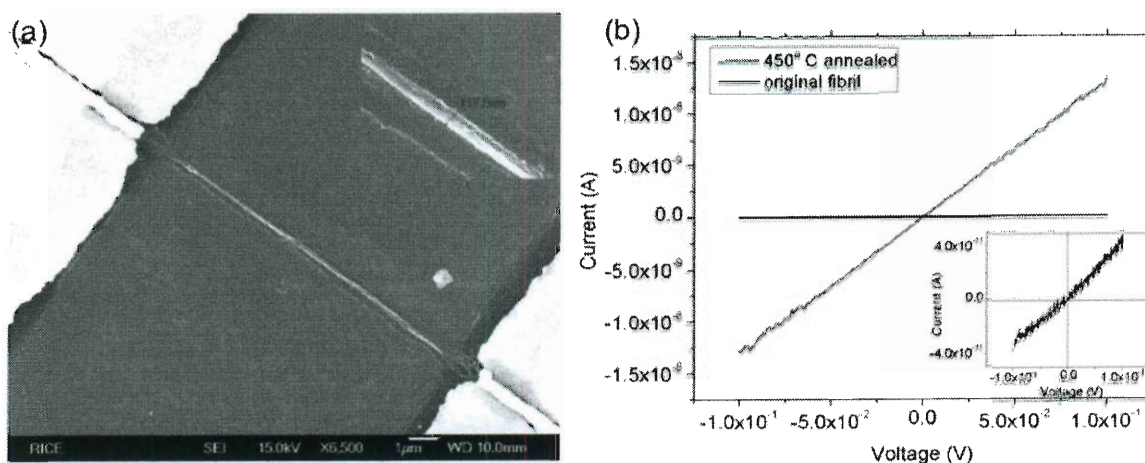 (a)
RICE SEI 15.0kV X6,500 1µm WD 10.0mm
(b)
450° C annealed
original fibril
Current (A)
1.5x10⁻⁸
1.0x10⁻⁸
5.0x10⁻⁹
0.0
-5.0x10⁻⁹
-1.0x10⁻⁸
-1.5x10⁻⁸
-1.0x10⁻¹ -5.0x10⁻² 0.0 5.0x10⁻² 1.0x10⁻¹
Voltage (V)
Current (A)
4.0x10⁻¹¹
0.0
-4.0x10⁻¹¹
-1.0x10⁻¹ 0.0 1.0x10⁻¹
Voltage (V)